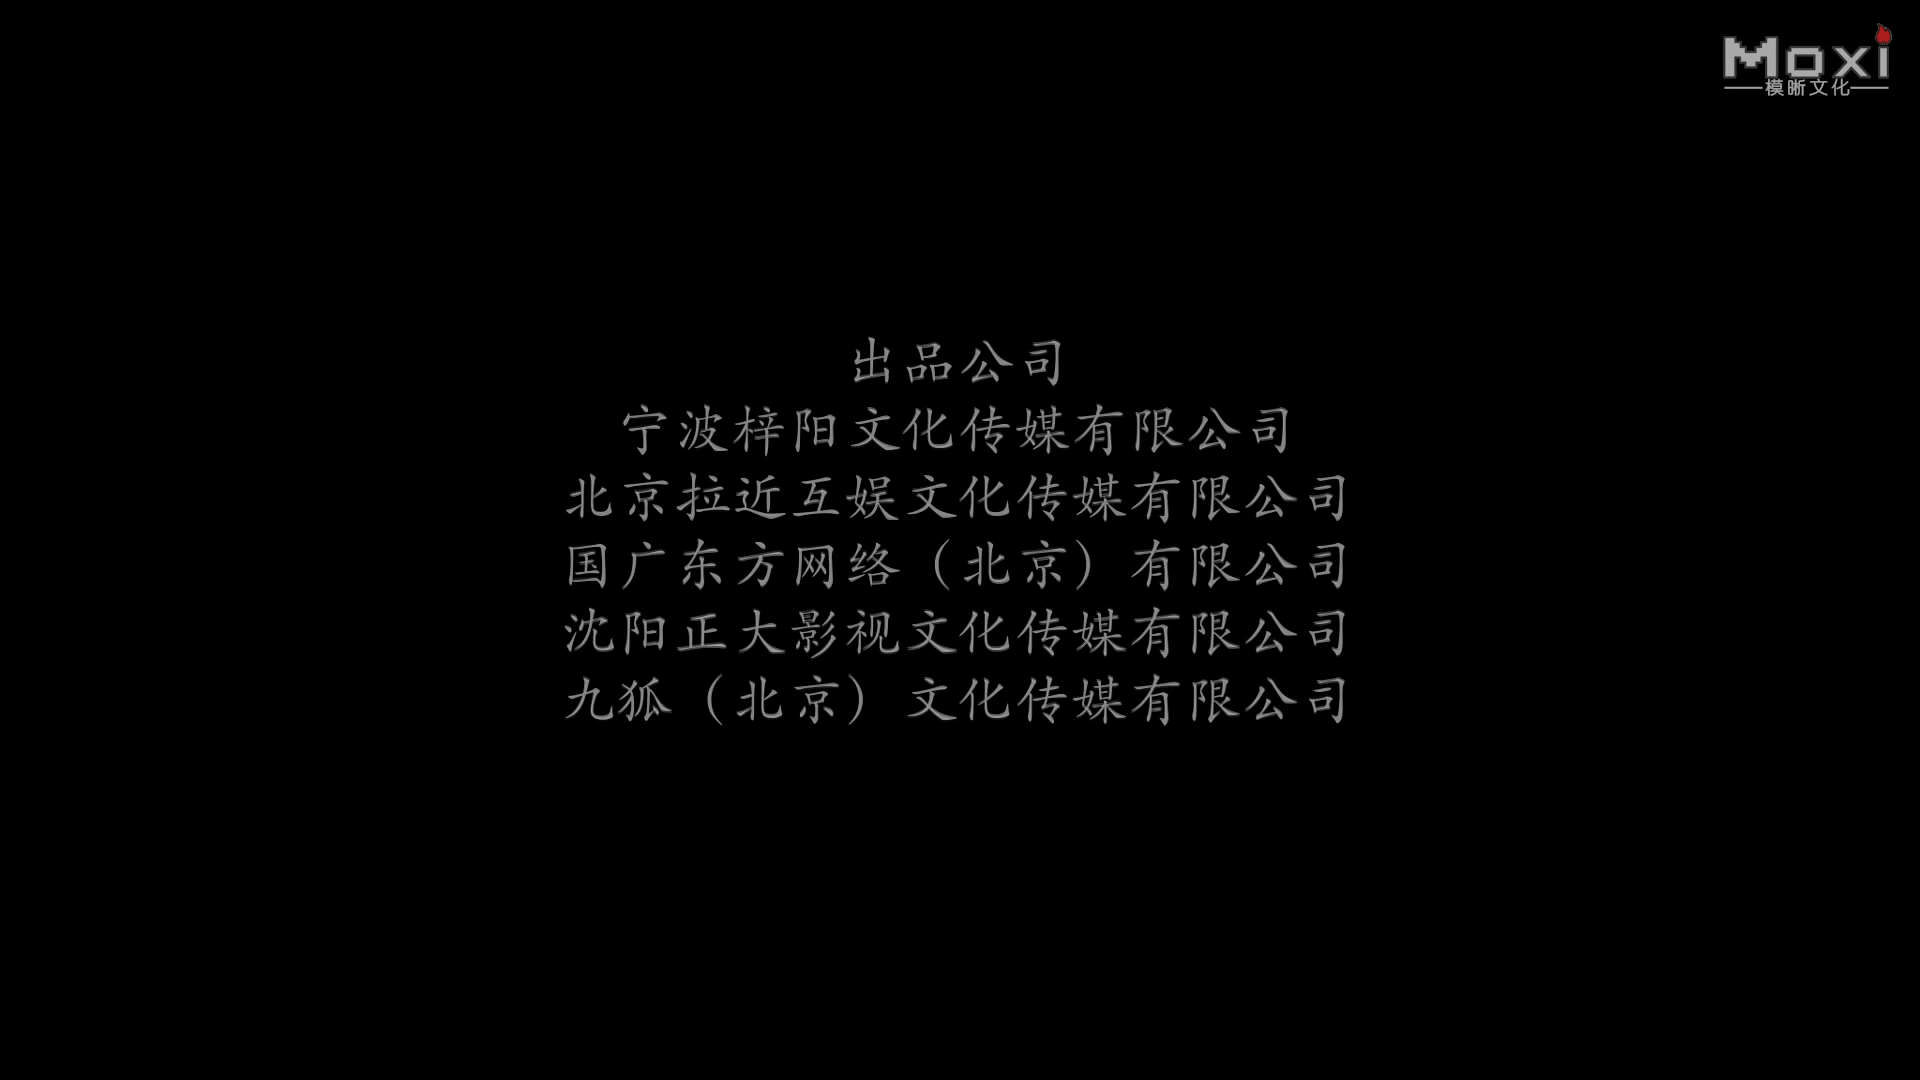 Moxi
模晰文化
出品公司
宁波梓阳文化传媒有限公司
北京拉近互娱文化传媒有限公司
国广东方网络（北京）有限公司
沈阳正大影视文化传媒有限公司
九狐（北京）文化传媒有限公司